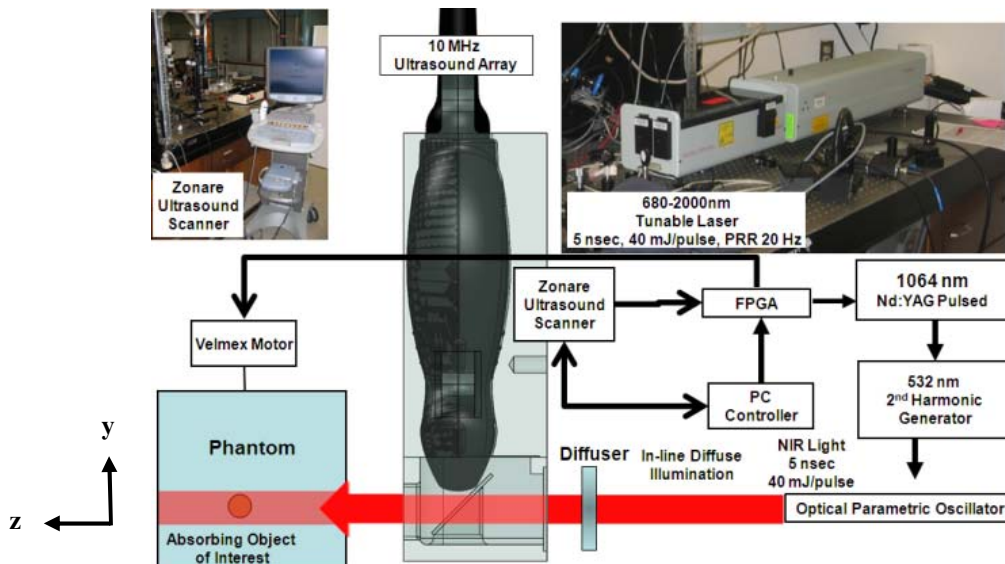 10 MHz
Ultrasound Array
Zonare
Ultrasound
Scanner
680-2000nm
Tunable Laser
5 nsec, 40 mJ/pulse, PRR 20 Hz
Zonare
Ultrasound
Scanner
FPGA
1064 nm
Nd:YAG Pulsed
Velmex Motor
PC
Controller
532 nm
2nd Harmonic
Generator
y
Phantom
Diffuser
In-line Diffuse
Illumination
NIR Light
5 nsec
40 mJ/pulse
z
Optical Parametric Oscillator
Absorbing Object
of Interest